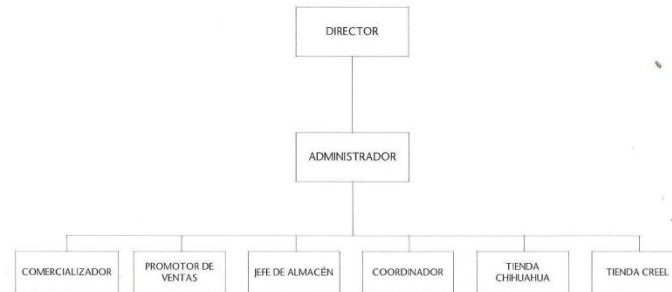 DIRECTOR
ADMINISTRADOR
COMERCIALIZADOR
PROMOTOR DE
VENTAS
JEFE DE ALMACÉN
COORDINADOR
TIENDA
CHIHUAHUA
TIENDA CREEL